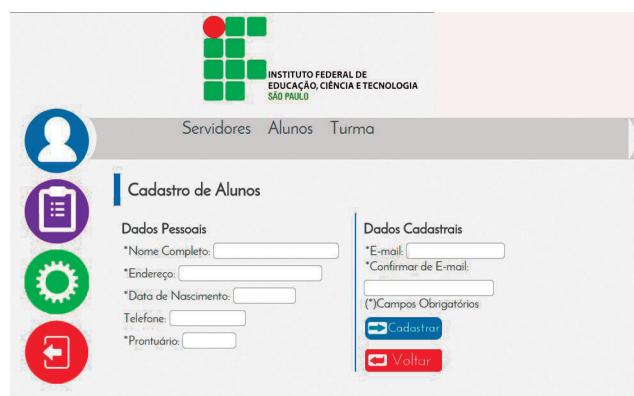 INSTITUTO FEDERAL DE
EDUCAÇÃO, CIÊNCIA E TECNOLOGIA
SÃO PAULO
Servidores Alunos Turma
Cadastro de Alunos
Dados Pessoais
*Nome Completo:
*Endereço:
*Data de Nascimento:
Telefone:
*Prontuário:
Dados Cadastrais
*E-mail:
*Confirmar de E-mail:
(*)Campos Obrigatórios
Cadastrar
Voltar